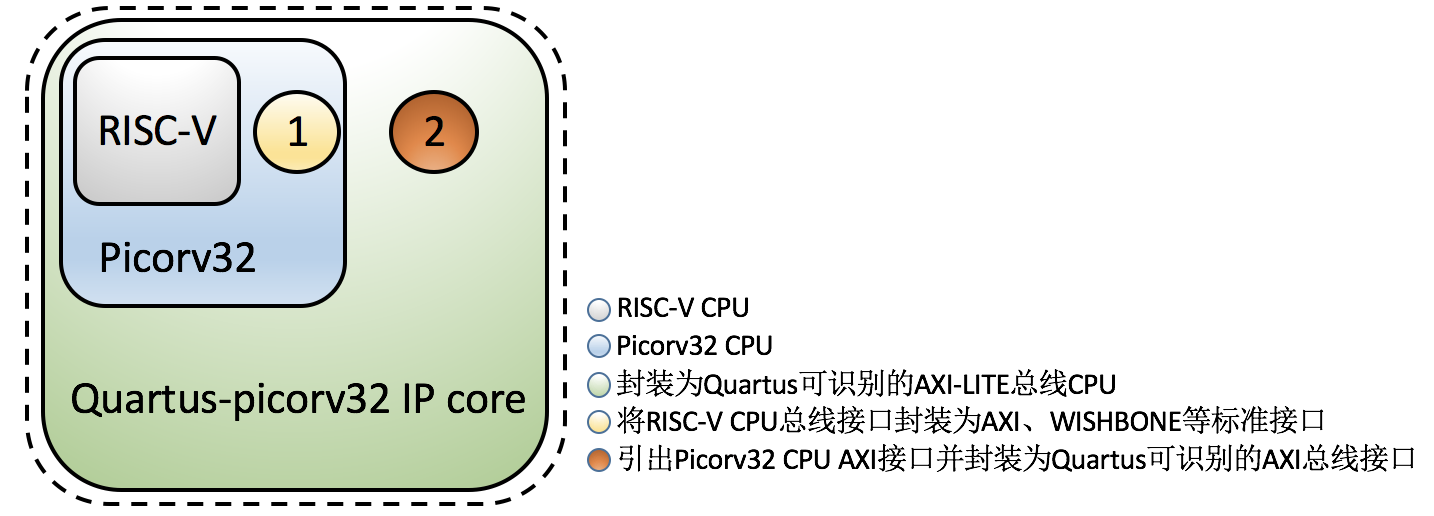 RISC-V
1
2
Picorv32
Quartus-picorv32 IP core
RISC-V CPU
Picorv32 CPU
封装为Quartus可识别的AXI-LITE总线CPU
将RISC-V CPU总线接口封装为AXI、WISHBONE等标准接口
引出Picorv32 CPU AXI接口并封装为Quartus可识别的AXI总线接口